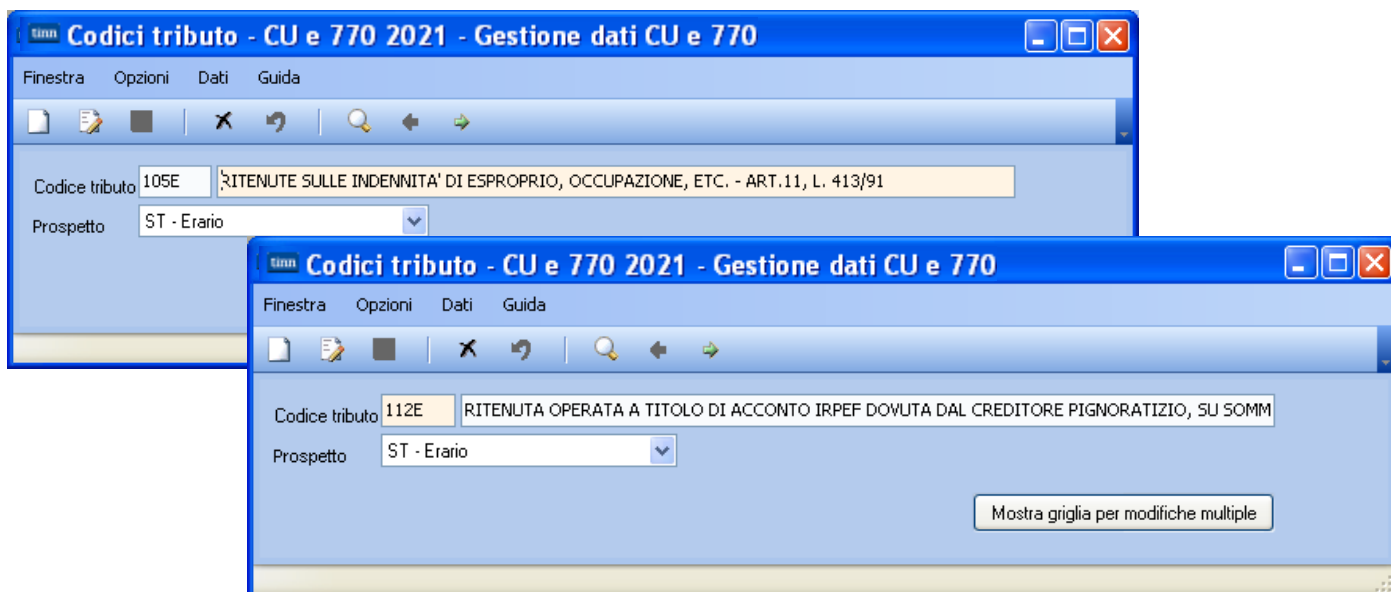 tinn Codici tributo - CU e 770 2021 - Gestione dati CU e 770
Finestra Opzioni Dati Guida
Codice tributo 105E RITENUTE SULLE INDENNITA' DI ESPROPRIO, OCCUPAZIONE, ETC. - ART.11, L. 413/91
Prospetto ST - Erario
tinn Codici tributo - CU e 770 2021 - Gestione dati CU e 770
Finestra Opzioni Dati Guida
Codice tributo 112E RITENUTA OPERATA A TITOLO DI ACCONTO IRPEF DOVUTA DAL CREDITORE PIGNORATIZIO, SU SOMM
Prospetto ST - Erario
Mostra griglia per modifiche multiple